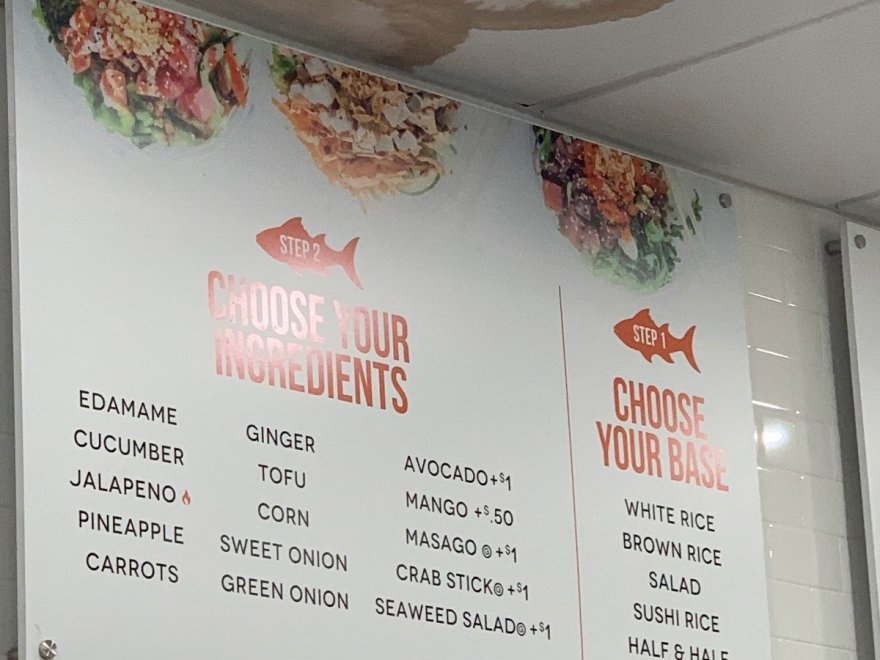 STEP 2
CHOOSE YOUR
INGREDIENTS
EDAMAME
CUCUMBER
JALAPENO
PINEAPPLE
CARROTS
GINGER
TOFU
CORN
SWEET ONION
GREEN ONION
AVOCADO+$1
MANGO +$.50
MASAGO +$1
CRAB STICK +$1
SEAWEED SALAD +$1
STEP 1
CHOOSE
YOUR BASE
WHITE RICE
BROWN RICE
SALAD
SUSHI RICE
HALF & HALF